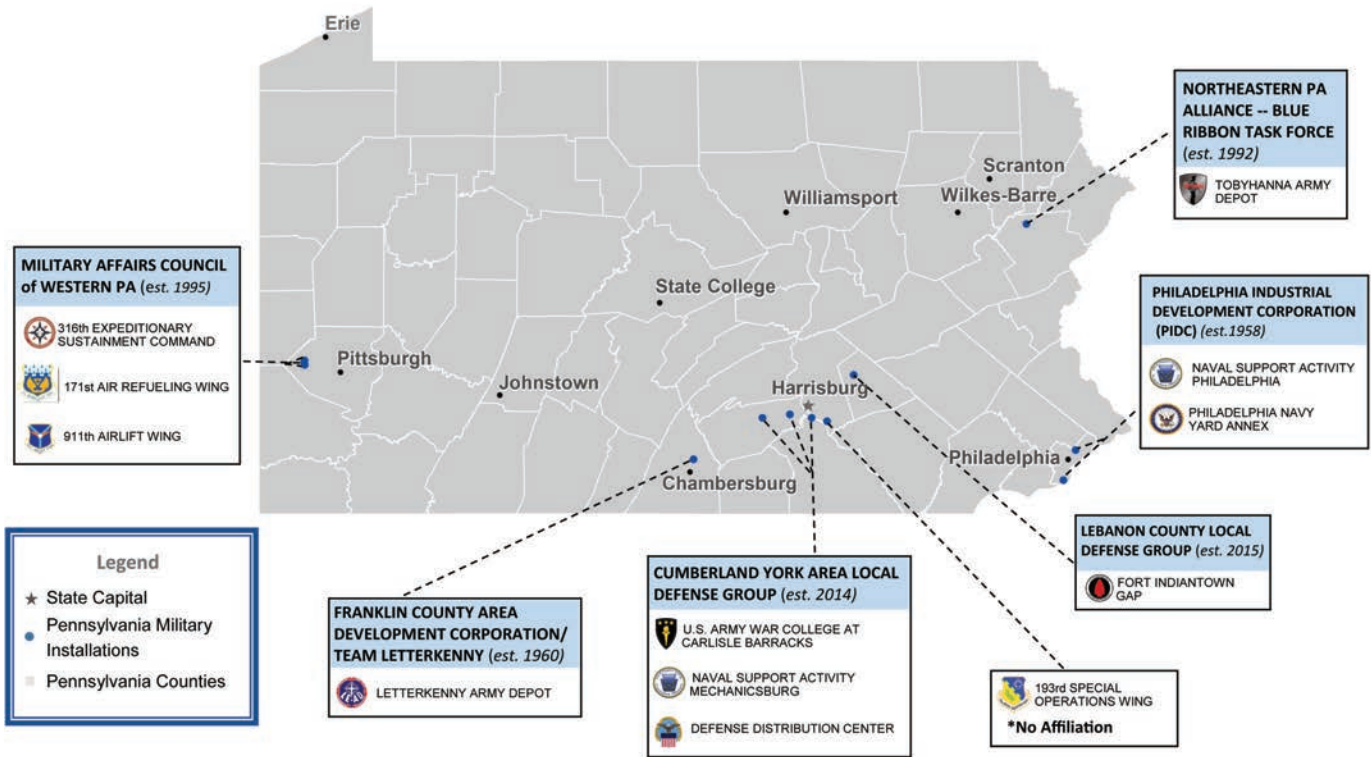 Erie
Scranton
Williamsport
Wilkes-Barre
State College
Pittsburgh
Johnstown
Harrisburg
Chambersburg
Philadelphia
NORTHEASTERN PA
ALLIANCE -- BLUE
RIBBON TASK FORCE
(est. 1992)
TOBYHANNA ARMY
DEPOT
MILITARY AFFAIRS COUNCIL
of WESTERN PA (est. 1995)
316th EXPEDITIONARY
SUSTAINMENT COMMAND
171st AIR REFUELING WING
911th AIRLIFT WING
PHILADELPHIA INDUSTRIAL
DEVELOPMENT CORPORATION
(PIDC) (est.1958)
NAVAL SUPPORT ACTIVITY
PHILADELPHIA
PHILADELPHIA NAVY
YARD ANNEX
Legend
State Capital
Pennsylvania Military
Installations
Pennsylvania Counties
FRANKLIN COUNTY AREA
DEVELOPMENT CORPORATION/
TEAM LETTERKENNY (est. 1960)
LETTERKENNY ARMY DEPOT
CUMBERLAND YORK AREA LOCAL
DEFENSE GROUP (est. 2014)
U.S. ARMY WAR COLLEGE AT
CARLISLE BARRACKS
NAVAL SUPPORT ACTIVITY
MECHANICSBURG
DEFENSE DISTRIBUTION CENTER
LEBANON COUNTY LOCAL
DEFENSE GROUP (est. 2015)
FORT INDIANTOWN
GAP
193rd SPECIAL
OPERATIONS WING
*No Affiliation